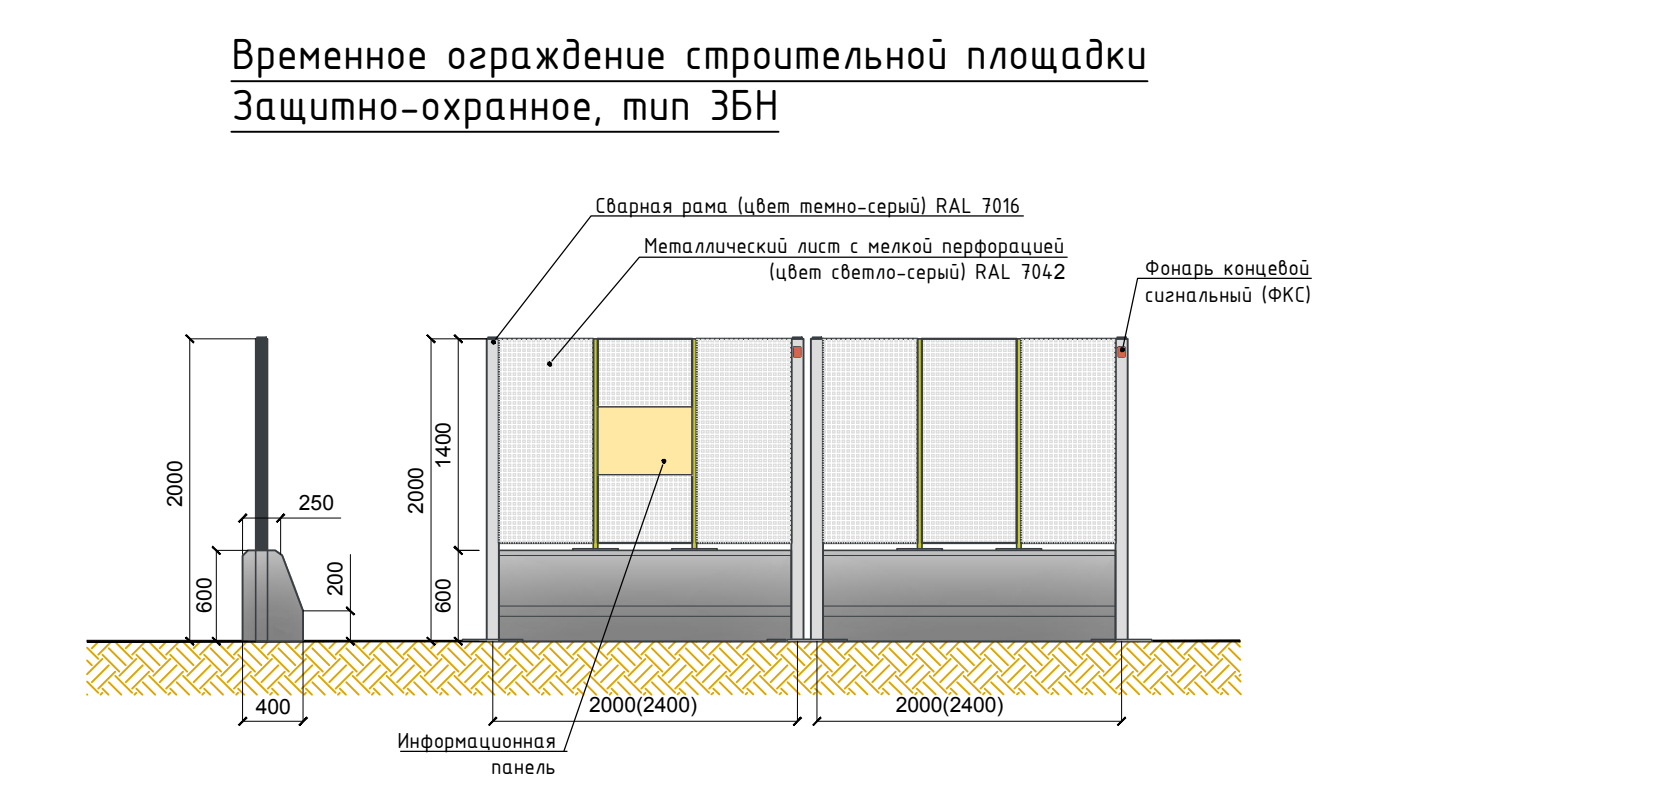 Временное ограждение строительной площадки
Защитно-охранное, тип ЗБН
Сварная рама (цвет темно-серый) RAL 7016
Металлический лист с мелкой перфорацией
(цвет светло-серый) RAL 7042
Фонарь концевой
сигнальный (ФКС)
2000
250
600
200
400
2000
1400
600
2000(2400)
2000(2400)
Информационная
панель